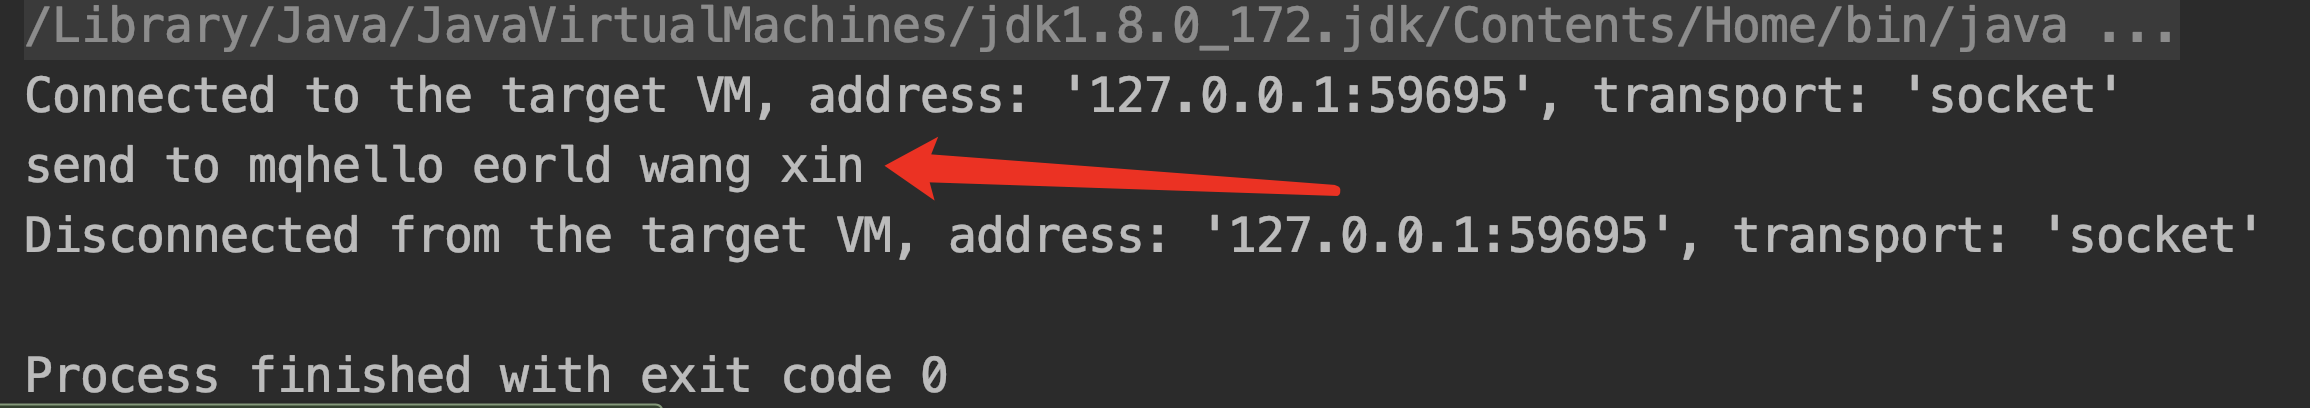 /Library/Java/JavaVirtualMachines/jdk1.8.0_172.jdk/Contents/Home/bin/java ...
Connected to the target VM, address: '127.0.0.1:59695', transport: 'socket'
send to mqhello eorld wang xin
Disconnected from the target VM, address: '127.0.0.1:59695', transport: 'socket'
Process finished with exit code 0